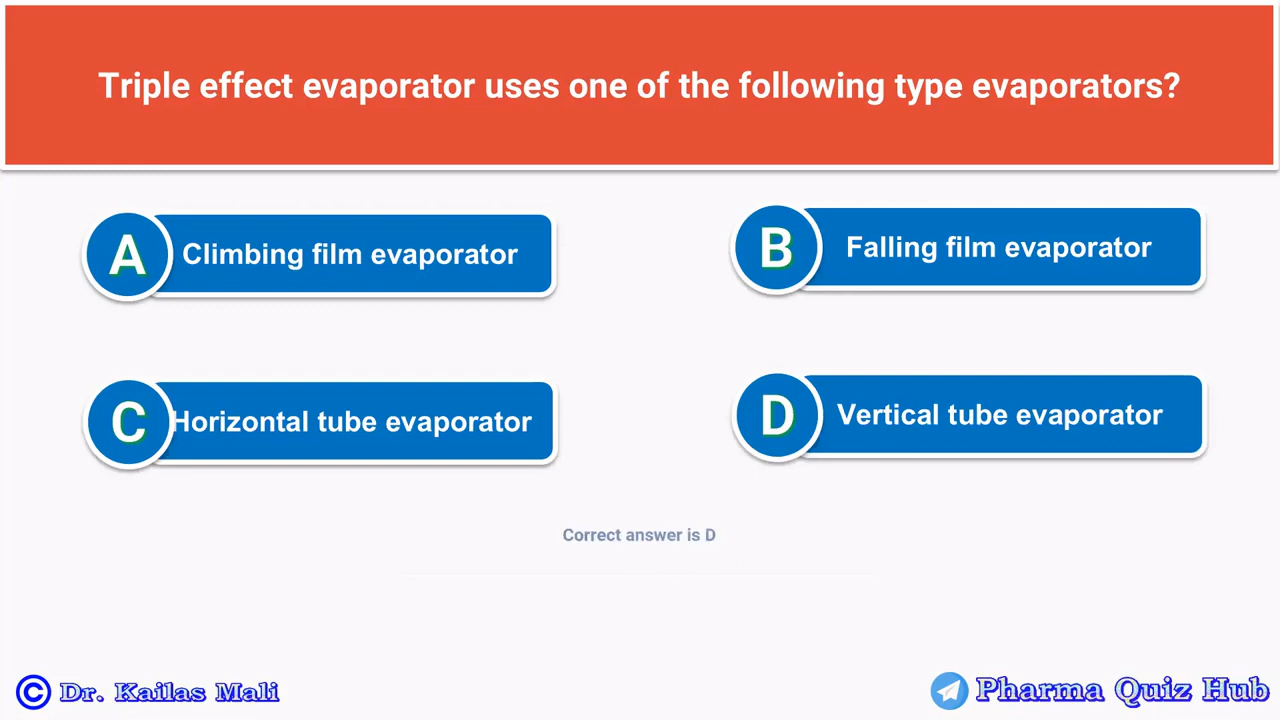 Triple effect evaporator uses one of the following type evaporators?
A Climbing film evaporator
B Falling film evaporator
C Horizontal tube evaporator
D Vertical tube evaporator
Correct answer is D
© Dr. Kailas Mali
Pharma Quiz Hub